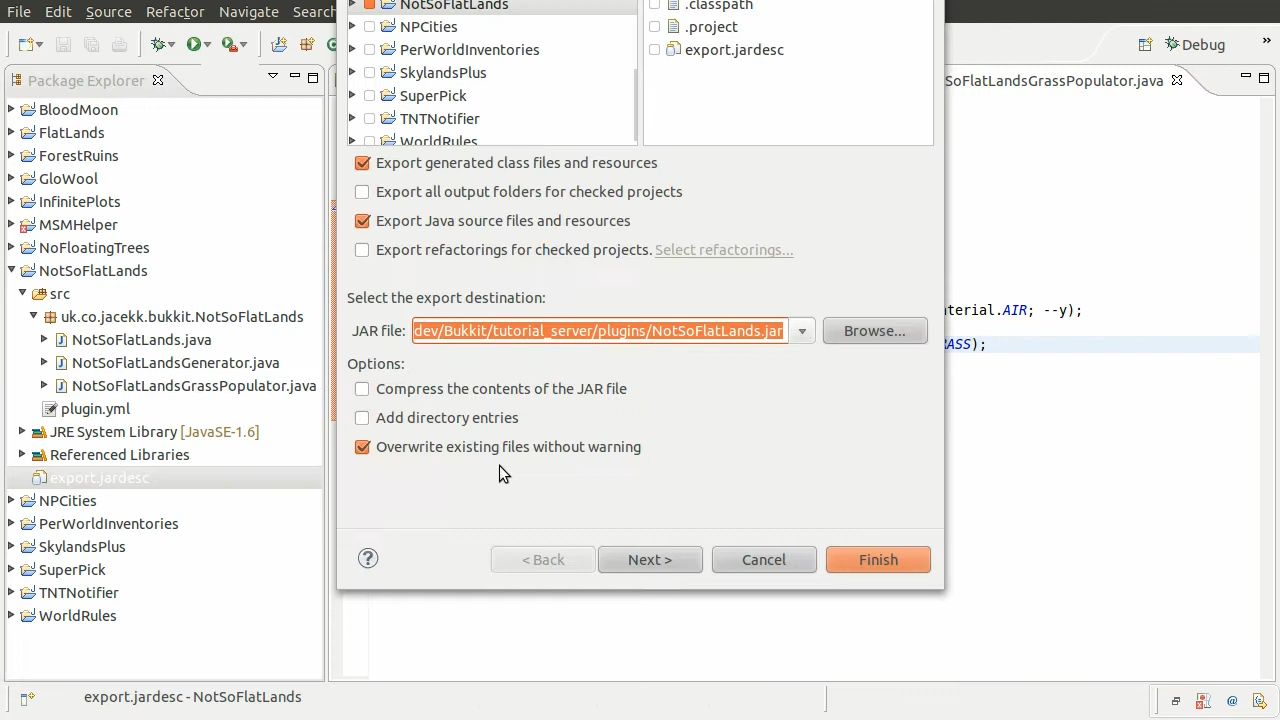 File Edit Source Refactor Navigate Search
Debug
»
Package Explorer
SoFlatLandsGrassPopulator.java
BloodMoon
FlatLands
ForestRuins
GloWool
InfinitePlots
MSMHelper
NoFloatingTrees
NotSoFlatLands
src
uk.co.jacekk.bukkit.NotSoFlatLands
NotSoFlatLands.java
NotSoFlatLandsGenerator.java
NotSoFlatLandsGrassPopulator.java
plugin.yml
JRE System Library [JavaSE-1.6]
Referenced Libraries
export.jardesc
NPCities
PerWorldInventories
SkylandsPlus
SuperPick
TNTNotifier
WorldRules
NotSoFlatLands
NPCities
PerWorldInventories
SkylandsPlus
SuperPick
TNTNotifier
WorldRules
.classpath
.project
export.jardesc
Export generated class files and resources
Export all output folders for checked projects
Export Java source files and resources
Export refactorings for checked projects. Select refactorings...
Select the export destination:
JAR file: dev/Bukkit/tutorial_server/plugins/NotSoFlatLands.jar Browse...
Options:
Compress the contents of the JAR file
Add directory entries
Overwrite existing files without warning
? < Back Next > Cancel Finish
terial.AIR; --y);
ASS);
export.jardesc - NotSoFlatLands